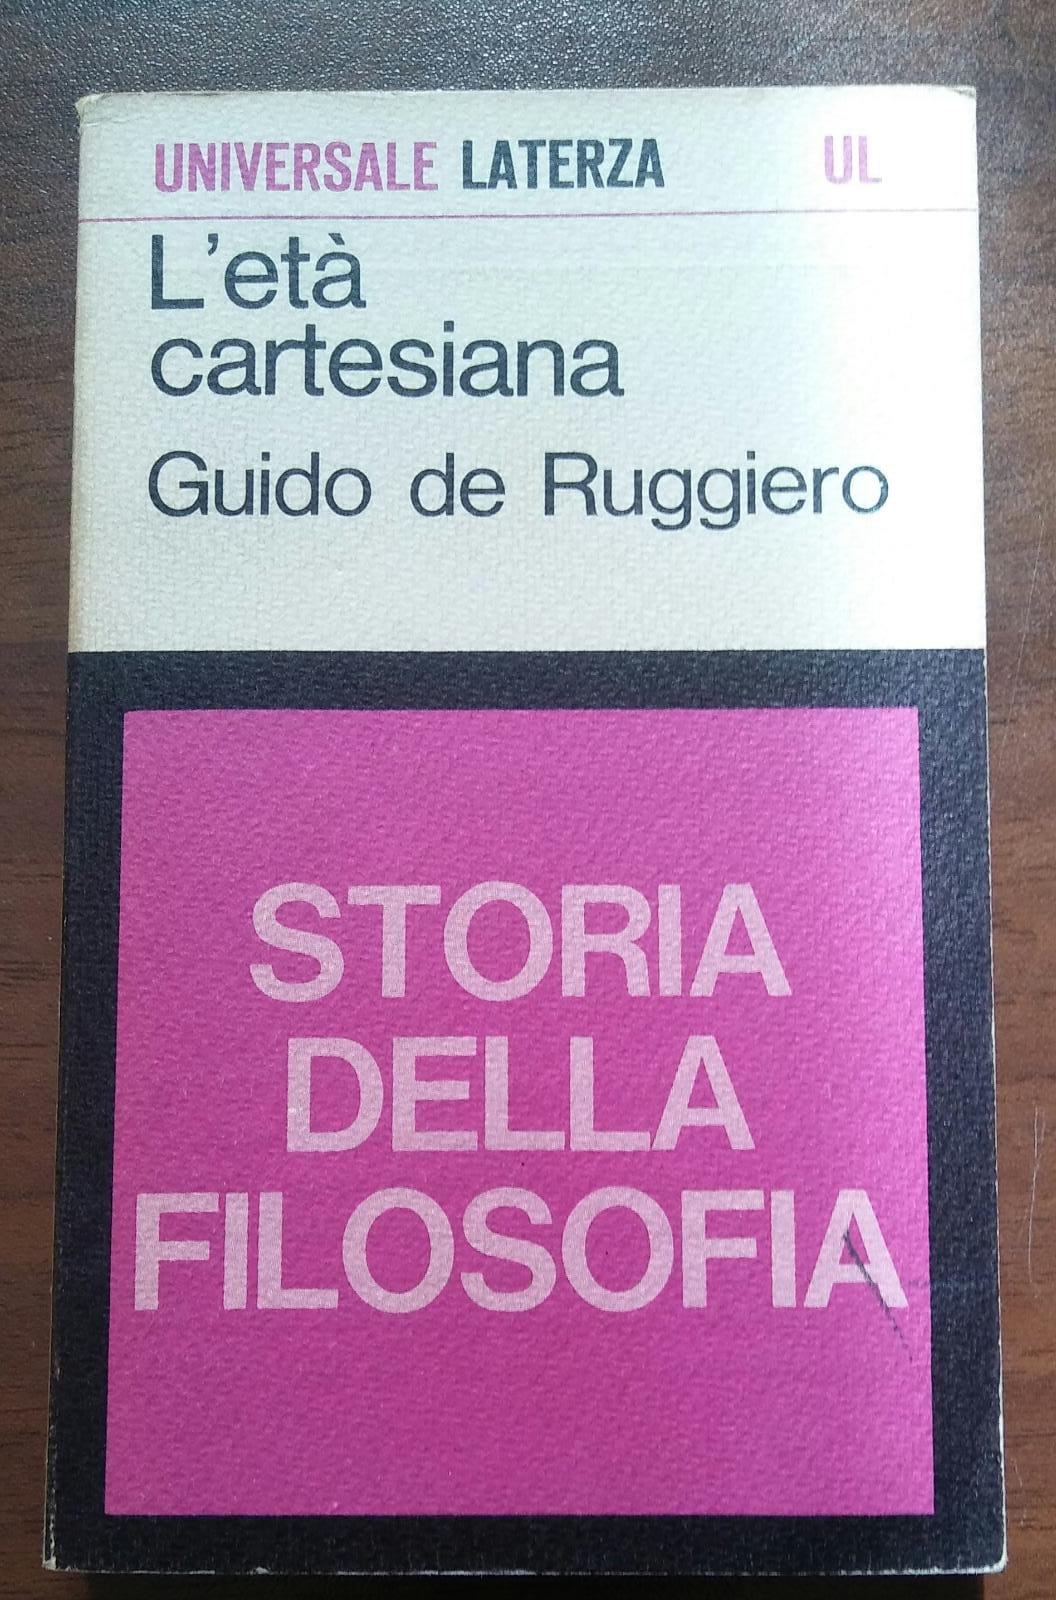 UNIVERSALE LATERZA UL
L'età
cartesiana
Guido de Ruggiero
STORIA
DELLA
FILOSOFIA